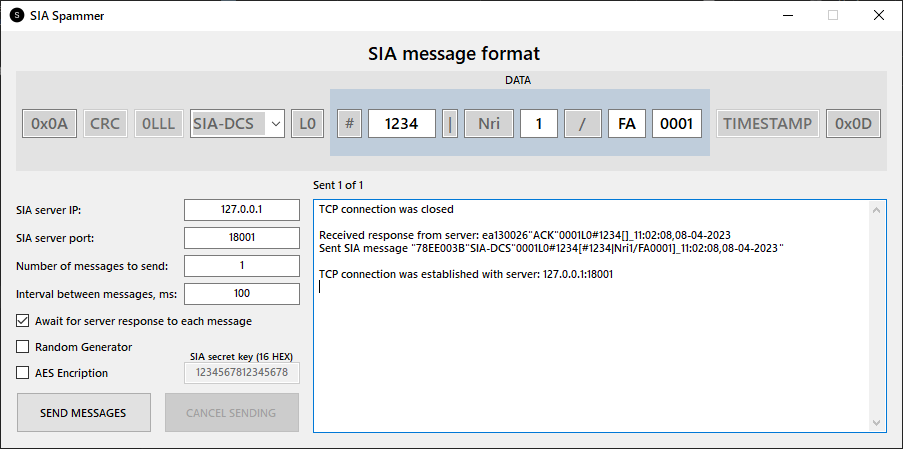 SIA Spammer
SIA message format
DATA
0x0A CRC 0LLL SIA-DCS L0 # 1234 | Nri 1 / FA 0001 TIMESTAMP 0x0D
Sent 1 of 1
SIA server IP: 127.0.0.1
SIA server port: 18001
Number of messages to send: 1
Interval between messages, ms: 100
Await for server response to each message
Random Generator
SIA secret key (16 HEX)
AES Encription 1234567812345678
SEND MESSAGES CANCEL SENDING
TCP connection was closed
Received response from server: ea130026"ACK"0001L0#1234[]_11:02:08,08-04-2023
Sent SIA message "78EE003B"SIA-DCS"0001L0#1234[#1234|Nri1/FA0001]_11:02:08,08-04-2023"
TCP connection was established with server: 127.0.0.1:18001